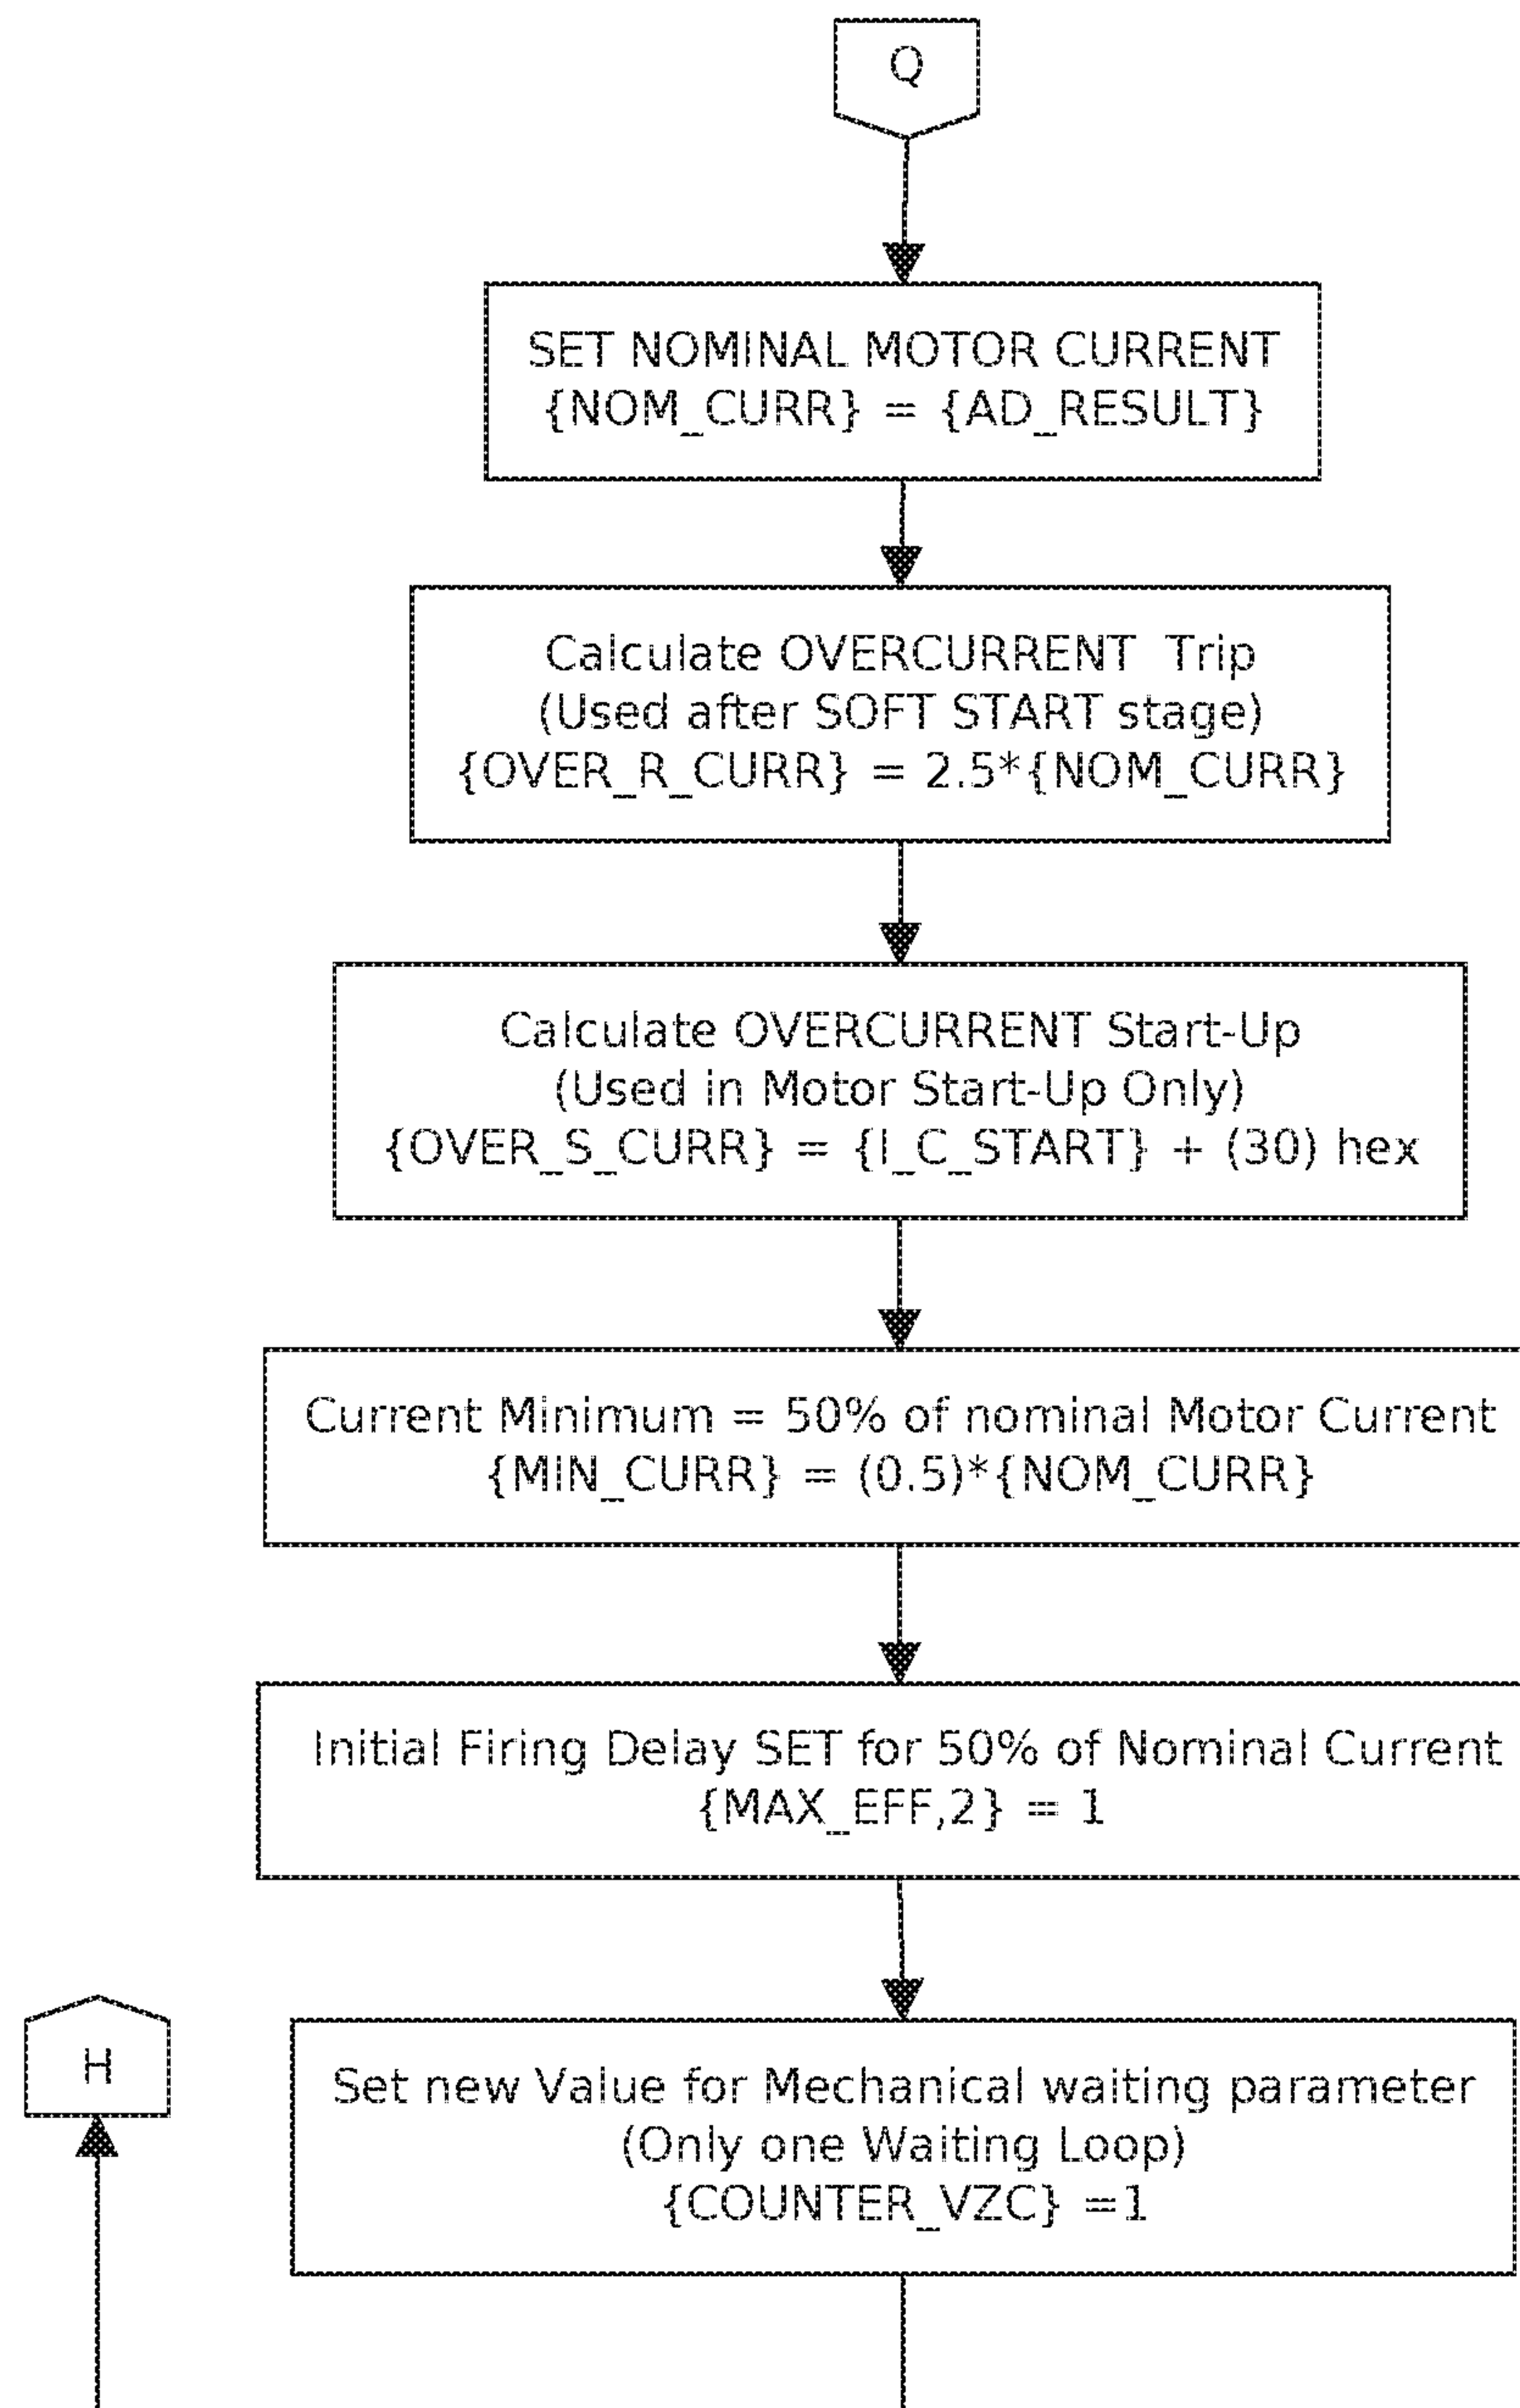 Q
SET NOMINAL MOTOR CURRENT
{NOM_CURR} = {AD_RESULT}
Calculate OVERCURRENT  Trip
(Used after SOFT START stage)
{OVER_R_CURR} = 2.5*{NOM_CURR}
Calculate OVERCURRENT Start-Up
(Used in Motor Start-Up Only)
{OVER_S_CURR} = {I_C_START} + (30) hex
Current Minimum = 50% of nominal Motor Current
{MIN_CURR} = (0.5)*{NOM_CURR}
Initial Firing Delay SET for 50% of Nominal Current
{MAX_EFF,2} = 1
H
Set new Value for Mechanical waiting parameter
(Only one Waiting Loop)
{COUNTER_VZC} =1